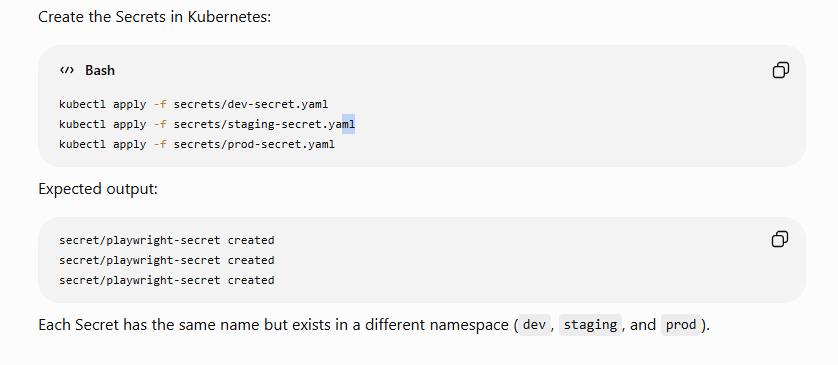 Create the Secrets in Kubernetes:
</> Bash
kubectl apply -f secrets/dev-secret.yaml
kubectl apply -f secrets/staging-secret.yaml
kubectl apply -f secrets/prod-secret.yaml
Expected output:
secret/playwright-secret created
secret/playwright-secret created
secret/playwright-secret created
Each Secret has the same name but exists in a different namespace (dev, staging, and prod).